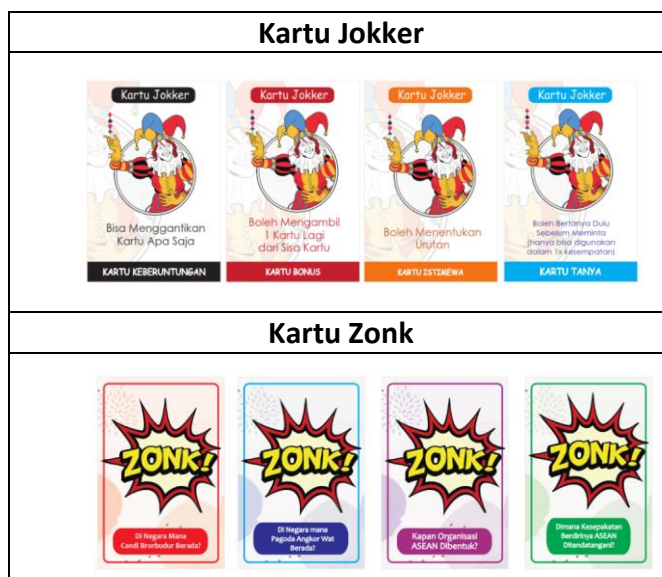 Kartu Jokker
Kartu Jokker
Bisa Menggantikan
Kartu Apa Saja
KARTU KEBERUNTUNGAN
Kartu Jokker
Boleh Mengambil
1 Kartu Lagi
dari Sisa Kartu
KARTU BONUS
Kartu Jokker
Boleh Menentukan
Urutan
KARTU ISTIMEWA
Kartu Jokker
Boleh Bertanya Dulu
Sebelum Meminta
(hanya bisa digunakan
dalam 1x kesempatan)
KARTU TANYA
Kartu Zonk
ZONK!
Di Negara Mana
Candi Brorbudur Berada?
ZONK!
Di Negara mana
Pagoda Angkor Wat
Berada?
ZONK!
Kapan Organisasi
ASEAN Dibentuk?
ZONK!
Dimana Kesepakatan
Berdirinya ASEAN
Ditandatangani?